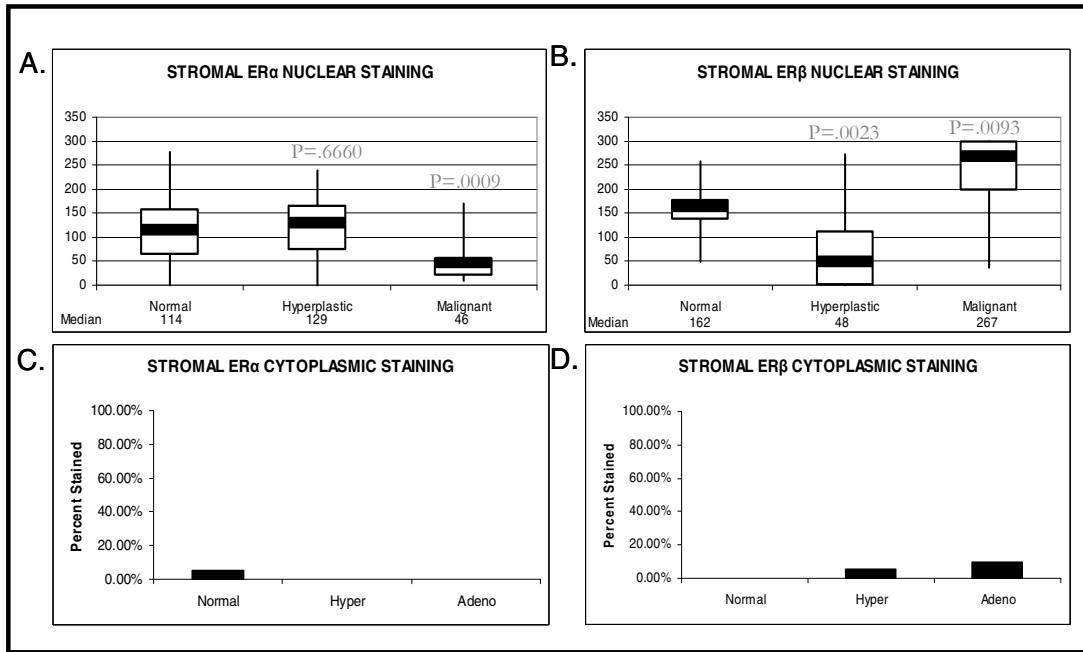 A.
STROMAL ERα NUCLEAR STAINING
350
300
250
200
150
100
50
0
P=.6660
P=.0009
Normal Hyperplastic Malignant
Median 114 129 46
B.
STROMAL ERβ NUCLEAR STAINING
350
300
250
200
150
100
50
0
P=.0023
P=.0093
Normal Hyperplastic Malignant
Median 162 48 267
C.
STROMAL ERα CYTOPLASMIC STAINING
Percent Stained
100.00%
80.00%
60.00%
40.00%
20.00%
0.00%
Normal Hyper Adeno
D.
STROMAL ERβ CYTOPLASMIC STAINING
Percent Stained
100.00%
80.00%
60.00%
40.00%
20.00%
0.00%
Normal Hyper Adeno